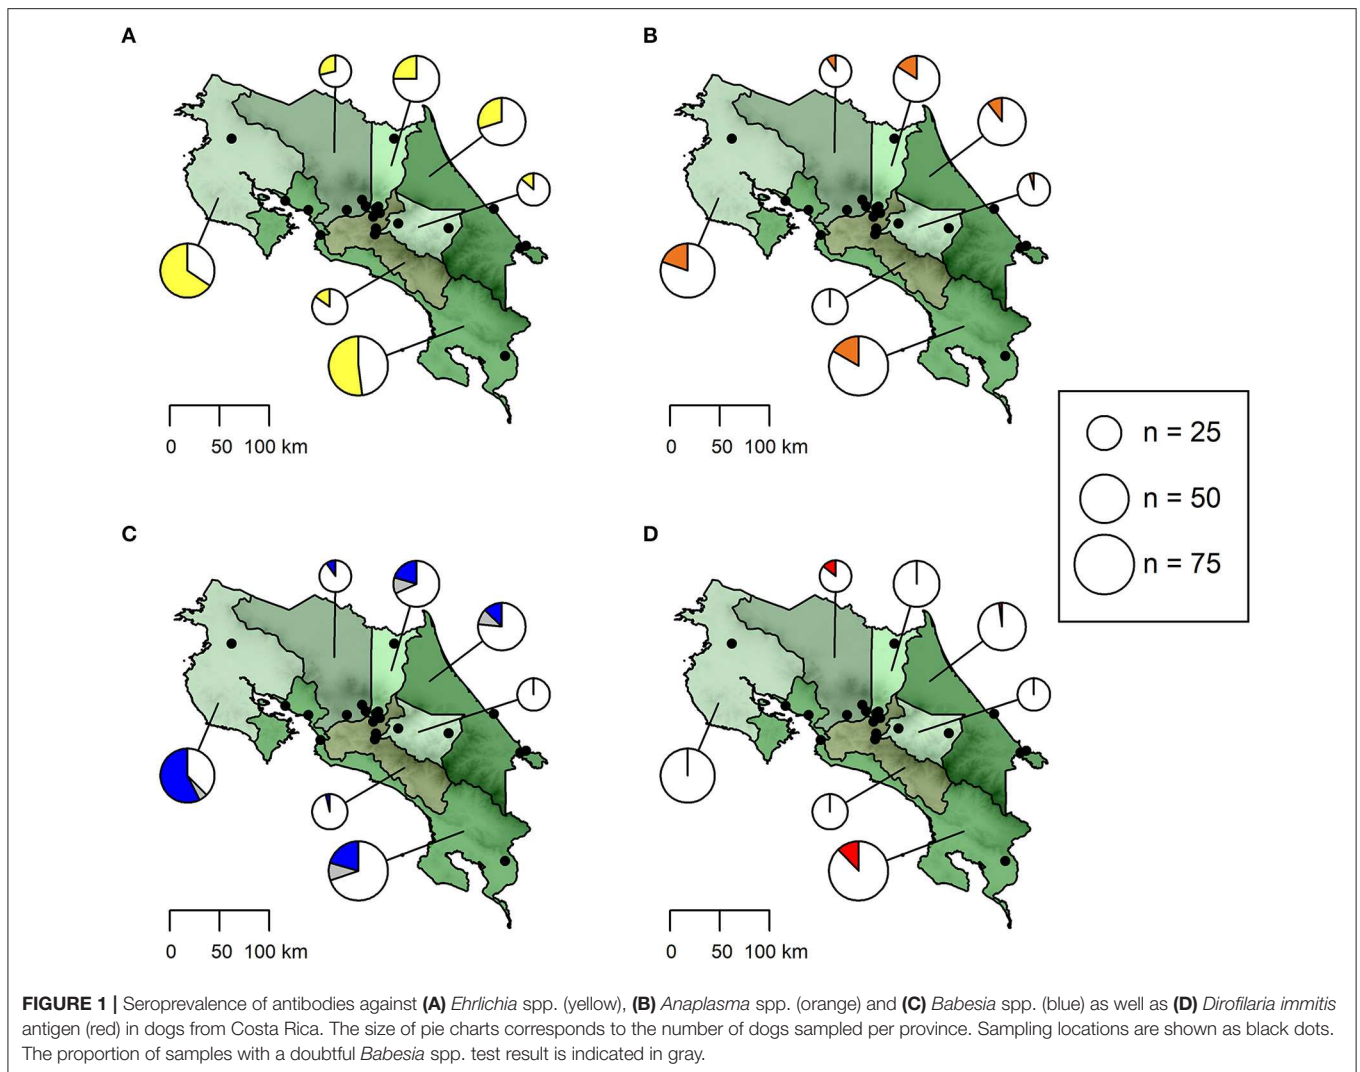 A
B
0 50 100 km
0 50 100 km
n = 25
n = 50
n = 75
C
D
0 50 100 km
0 50 100 km
FIGURE 1 | Seroprevalence of antibodies against (A) Ehrlichia spp. (yellow), (B) Anaplasma spp. (orange) and (C) Babesia spp. (blue) as well as (D) Dirofilaria immitis
antigen (red) in dogs from Costa Rica. The size of pie charts corresponds to the number of dogs sampled per province. Sampling locations are shown as black dots.
The proportion of samples with a doubtful Babesia spp. test result is indicated in gray.